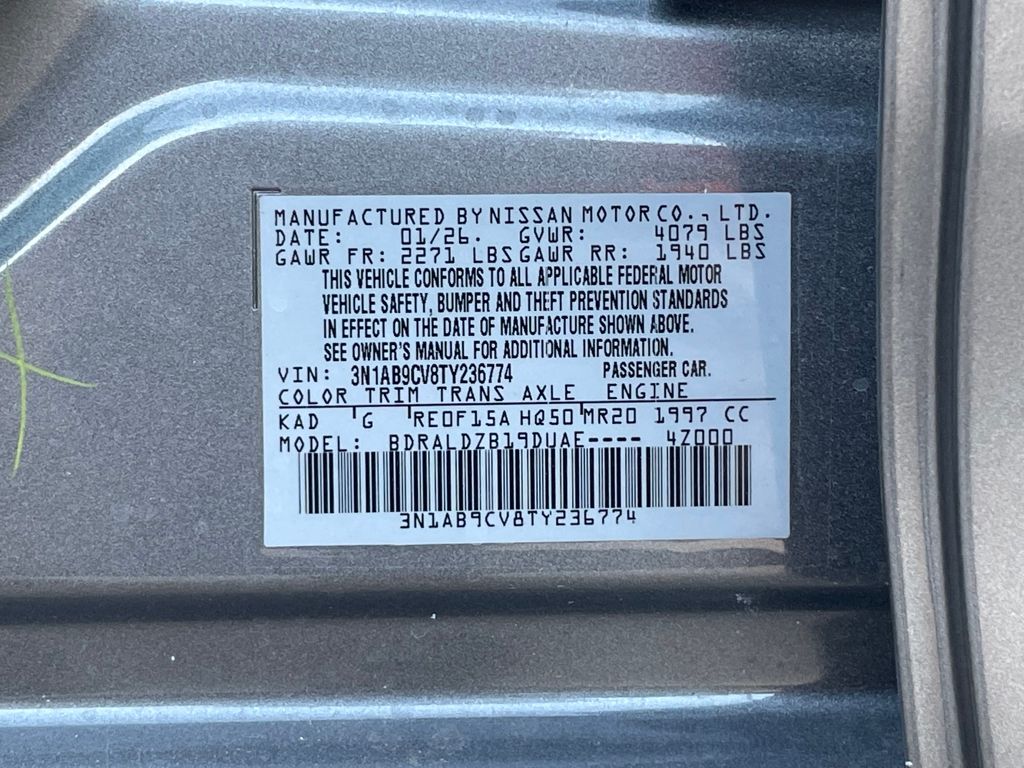 MANUFACTURED BY NISSAN MOTOR CO., LTD.
DATE: 01/26. GVWR: 4079 LBS
GAWR FR: 2271 LBS GAWR RR: 1940 LBS
THIS VEHICLE CONFORMS TO ALL APPLICABLE FEDERAL MOTOR
VEHICLE SAFETY, BUMPER AND THEFT PREVENTION STANDARDS
IN EFFECT ON THE DATE OF MANUFACTURE SHOWN ABOVE.
SEE OWNER'S MANUAL FOR ADDITIONAL INFORMATION.
VIN: 3N1AB9CV8TY236774 PASSENGER CAR.
COLOR TRIM TRANS AXLE ENGINE
KAD G RE0F15A HQ50 MR20 1997 CC
MODEL: BDRALDZB19DUAE---- 4Z000
3N1AB9CV8TY236774